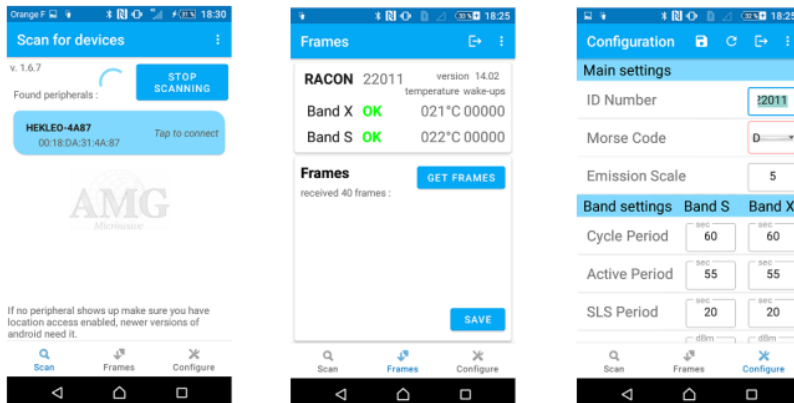 Orange F 31% 18:30
Scan for devices
v. 1.6.7
Found peripherals :
STOP
SCANNING
HEKLEO-4A87
00:18:DA:31:4A:87
Tap to connect
AMG
Microwave
If no peripheral shows up make sure you have
location access enabled, newer versions of
android need it.
Scan Frames Configure
18:25
Frames
RACON 22011 version 14.02
temperature wake-ups
Band X OK 021°C 00000
Band S OK 022°C 00000
Frames
received 40 frames :
GET FRAMES
SAVE
Scan Frames Configure
18:25
Configuration
Main settings
ID Number 22011
Morse Code D
Emission Scale 5
Band settings Band S Band X
sec sec
Cycle Period 60 60
sec sec
Active Period 55 55
sec sec
SLS Period 20 20
dBm dBm
Scan Frames Configure